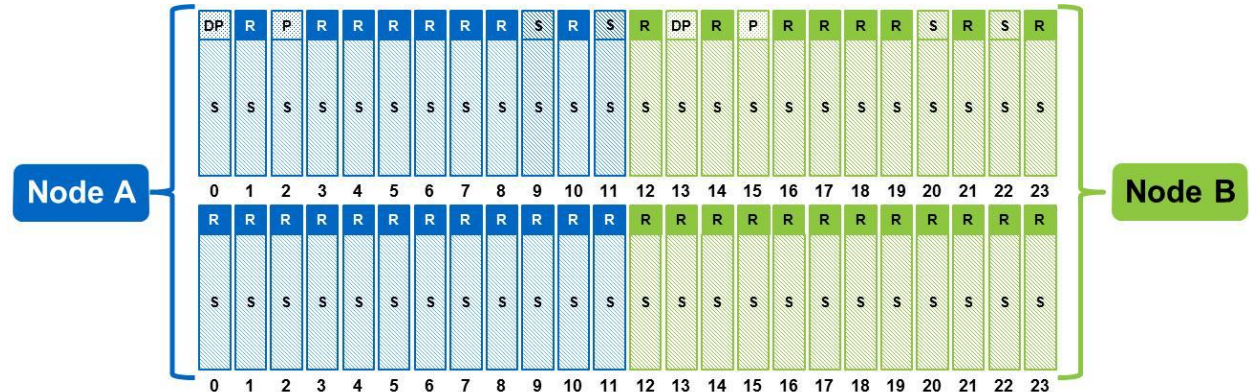 DP R P R R R R R R S R S R DP R P R R R R S R S R
S S S S S S S S S S S S S S S S S S S S S S S S
Node A
Node B
0 1 2 3 4 5 6 7 8 9 10 11 12 13 14 15 16 17 18 19 20 21 22 23
R R R R R R R R R R R R R R R R R R R R R R R R
S S S S S S S S S S S S S S S S S S S S S S S S
0 1 2 3 4 5 6 7 8 9 10 11 12 13 14 15 16 17 18 19 20 21 22 23